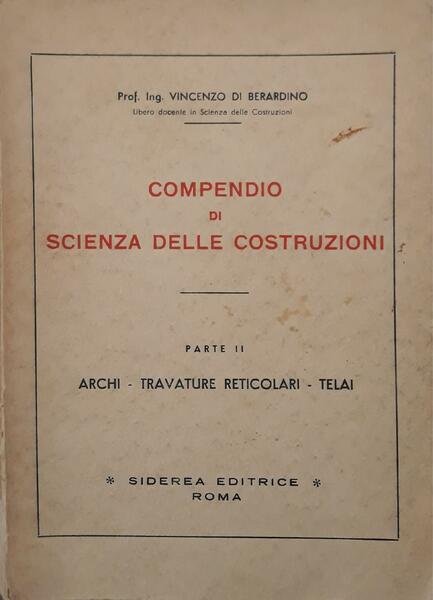 Prof. Ing. VINCENZO DI BERARDINO
Libero docente in Scienza delle Costruzioni
COMPENDIO
DI
SCIENZA DELLE COSTRUZIONI
PARTE II
ARCHI - TRAVATURE RETICOLARI - TELAI
* SIDEREA EDITRICE *
ROMA